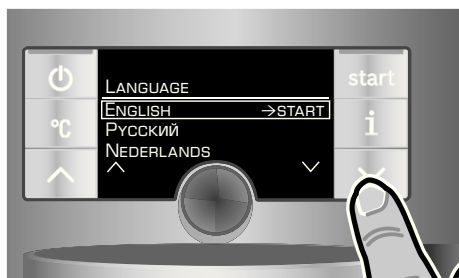 LANGUAGE
start
ENGLISH →START
°C
i
РУССКИЙ
NEDERLANDS